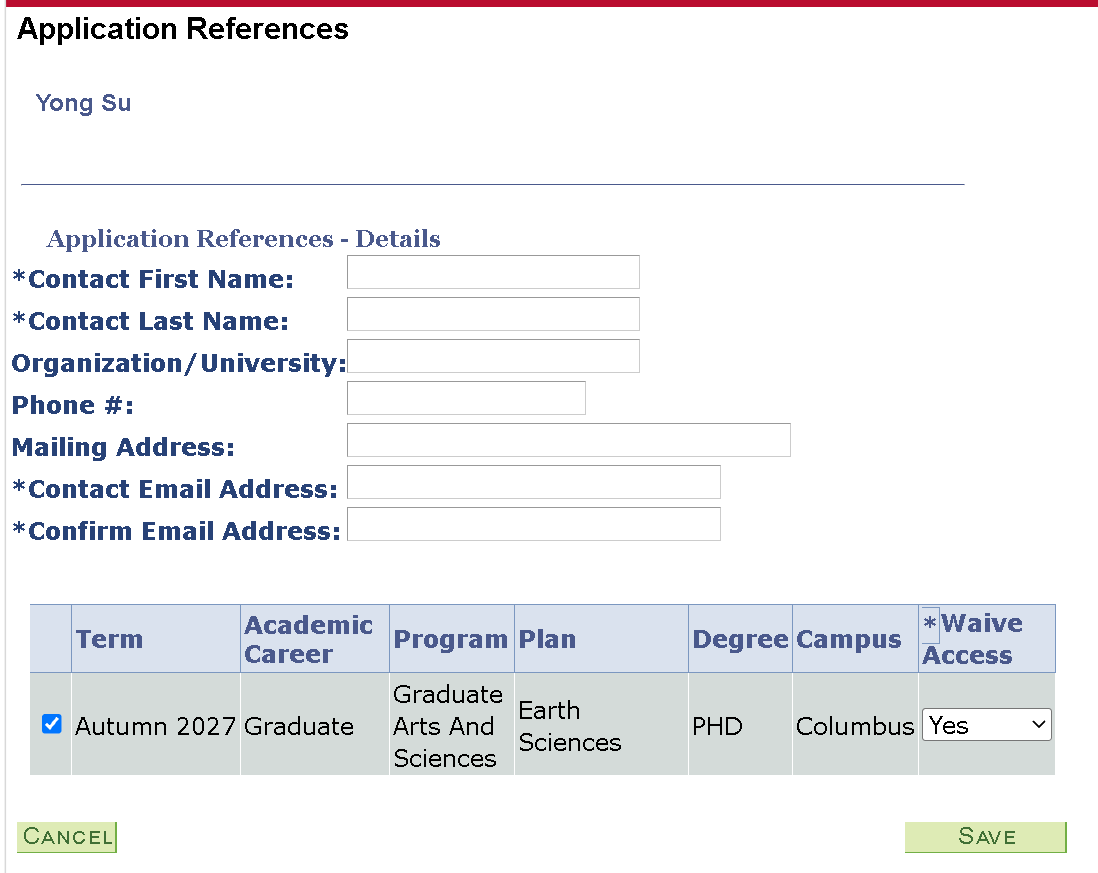 Application References
Yong Su
Application References - Details
*Contact First Name:
*Contact Last Name:
Organization/University:
Phone #:
Mailing Address:
*Contact Email Address:
*Confirm Email Address:
Term Academic Career Program Plan Degree Campus *Waive Access
Autumn 2027 Graduate Graduate Arts And Sciences Earth Sciences PHD Columbus Yes
CANCEL SAVE